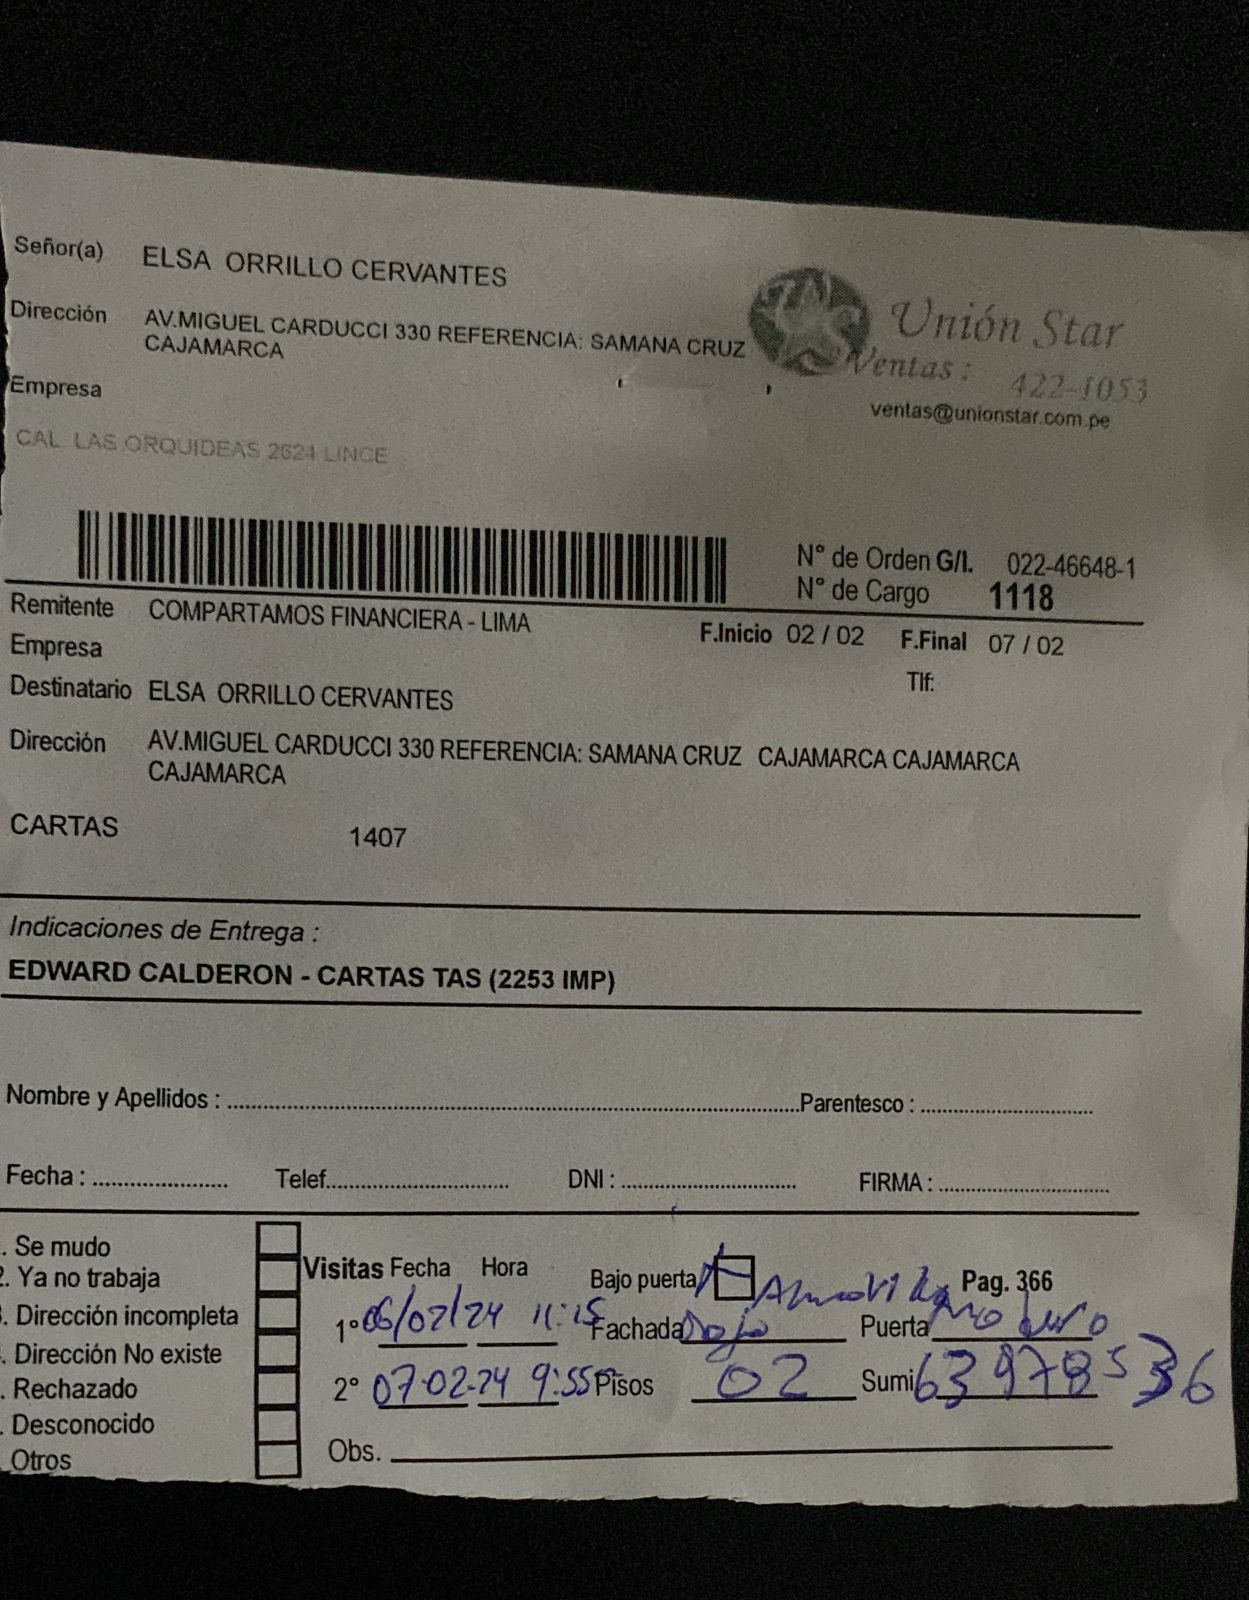 Señor(a) ELSA ORRILLO CERVANTES
Dirección AV.MIGUEL CARDUCCI 330 REFERENCIA: SAMANA CRUZ
CAJAMARCA
Unión Star
Ventas: 422-1053
ventas@unionstar.com.pe
Empresa
CAL. LAS ORQUIDEAS 2624 LINCE
N° de Orden G/I. 022-46648-1
N° de Cargo 1118
Remitente COMPARTAMOS FINANCIERA - LIMA
F.Inicio 02 / 02 F.Final 07 / 02
Empresa
Tlf:
Destinatario ELSA ORRILLO CERVANTES
Dirección AV.MIGUEL CARDUCCI 330 REFERENCIA: SAMANA CRUZ CAJAMARCA CAJAMARCA
CAJAMARCA
CARTAS 1407
Indicaciones de Entrega :
EDWARD CALDERON - CARTAS TAS (2253 IMP)
Nombre y Apellidos : Parentesco :
Fecha : Telef. DNI : FIRMA :
. Se mudo
2. Ya no trabaja
. Dirección incompleta
. Dirección No existe
. Rechazado
. Desconocido
Otros
Visitas Fecha Hora Bajo puerta Pag. 366
1° 06/02/24 11:15 Fachada Puerta
2° 07-02-24 9:55 Pisos 02 Sumi 63978536
Obs.